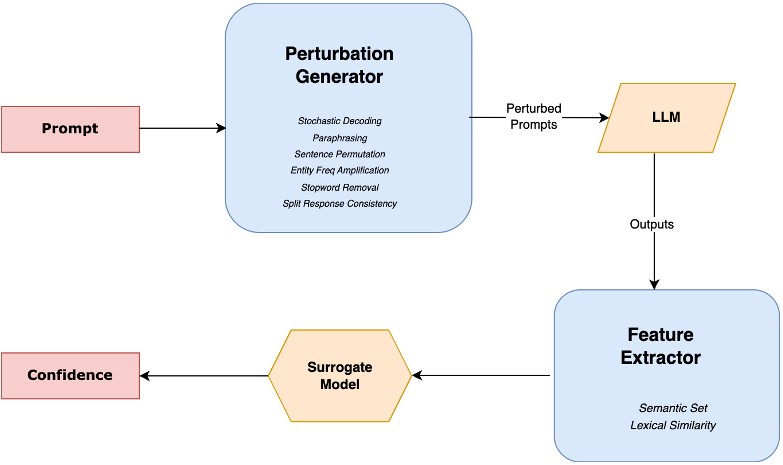 Perturbation
Generator
Stochastic Decoding
Paraphrasing
Sentence Permutation
Entity Freq Amplification
Stopword Removal
Split Response Consistency
Prompt
Perturbed
Prompts
LLM
Outputs
Feature
Extractor
Semantic Set
Lexical Similarity
Surrogate
Model
Confidence